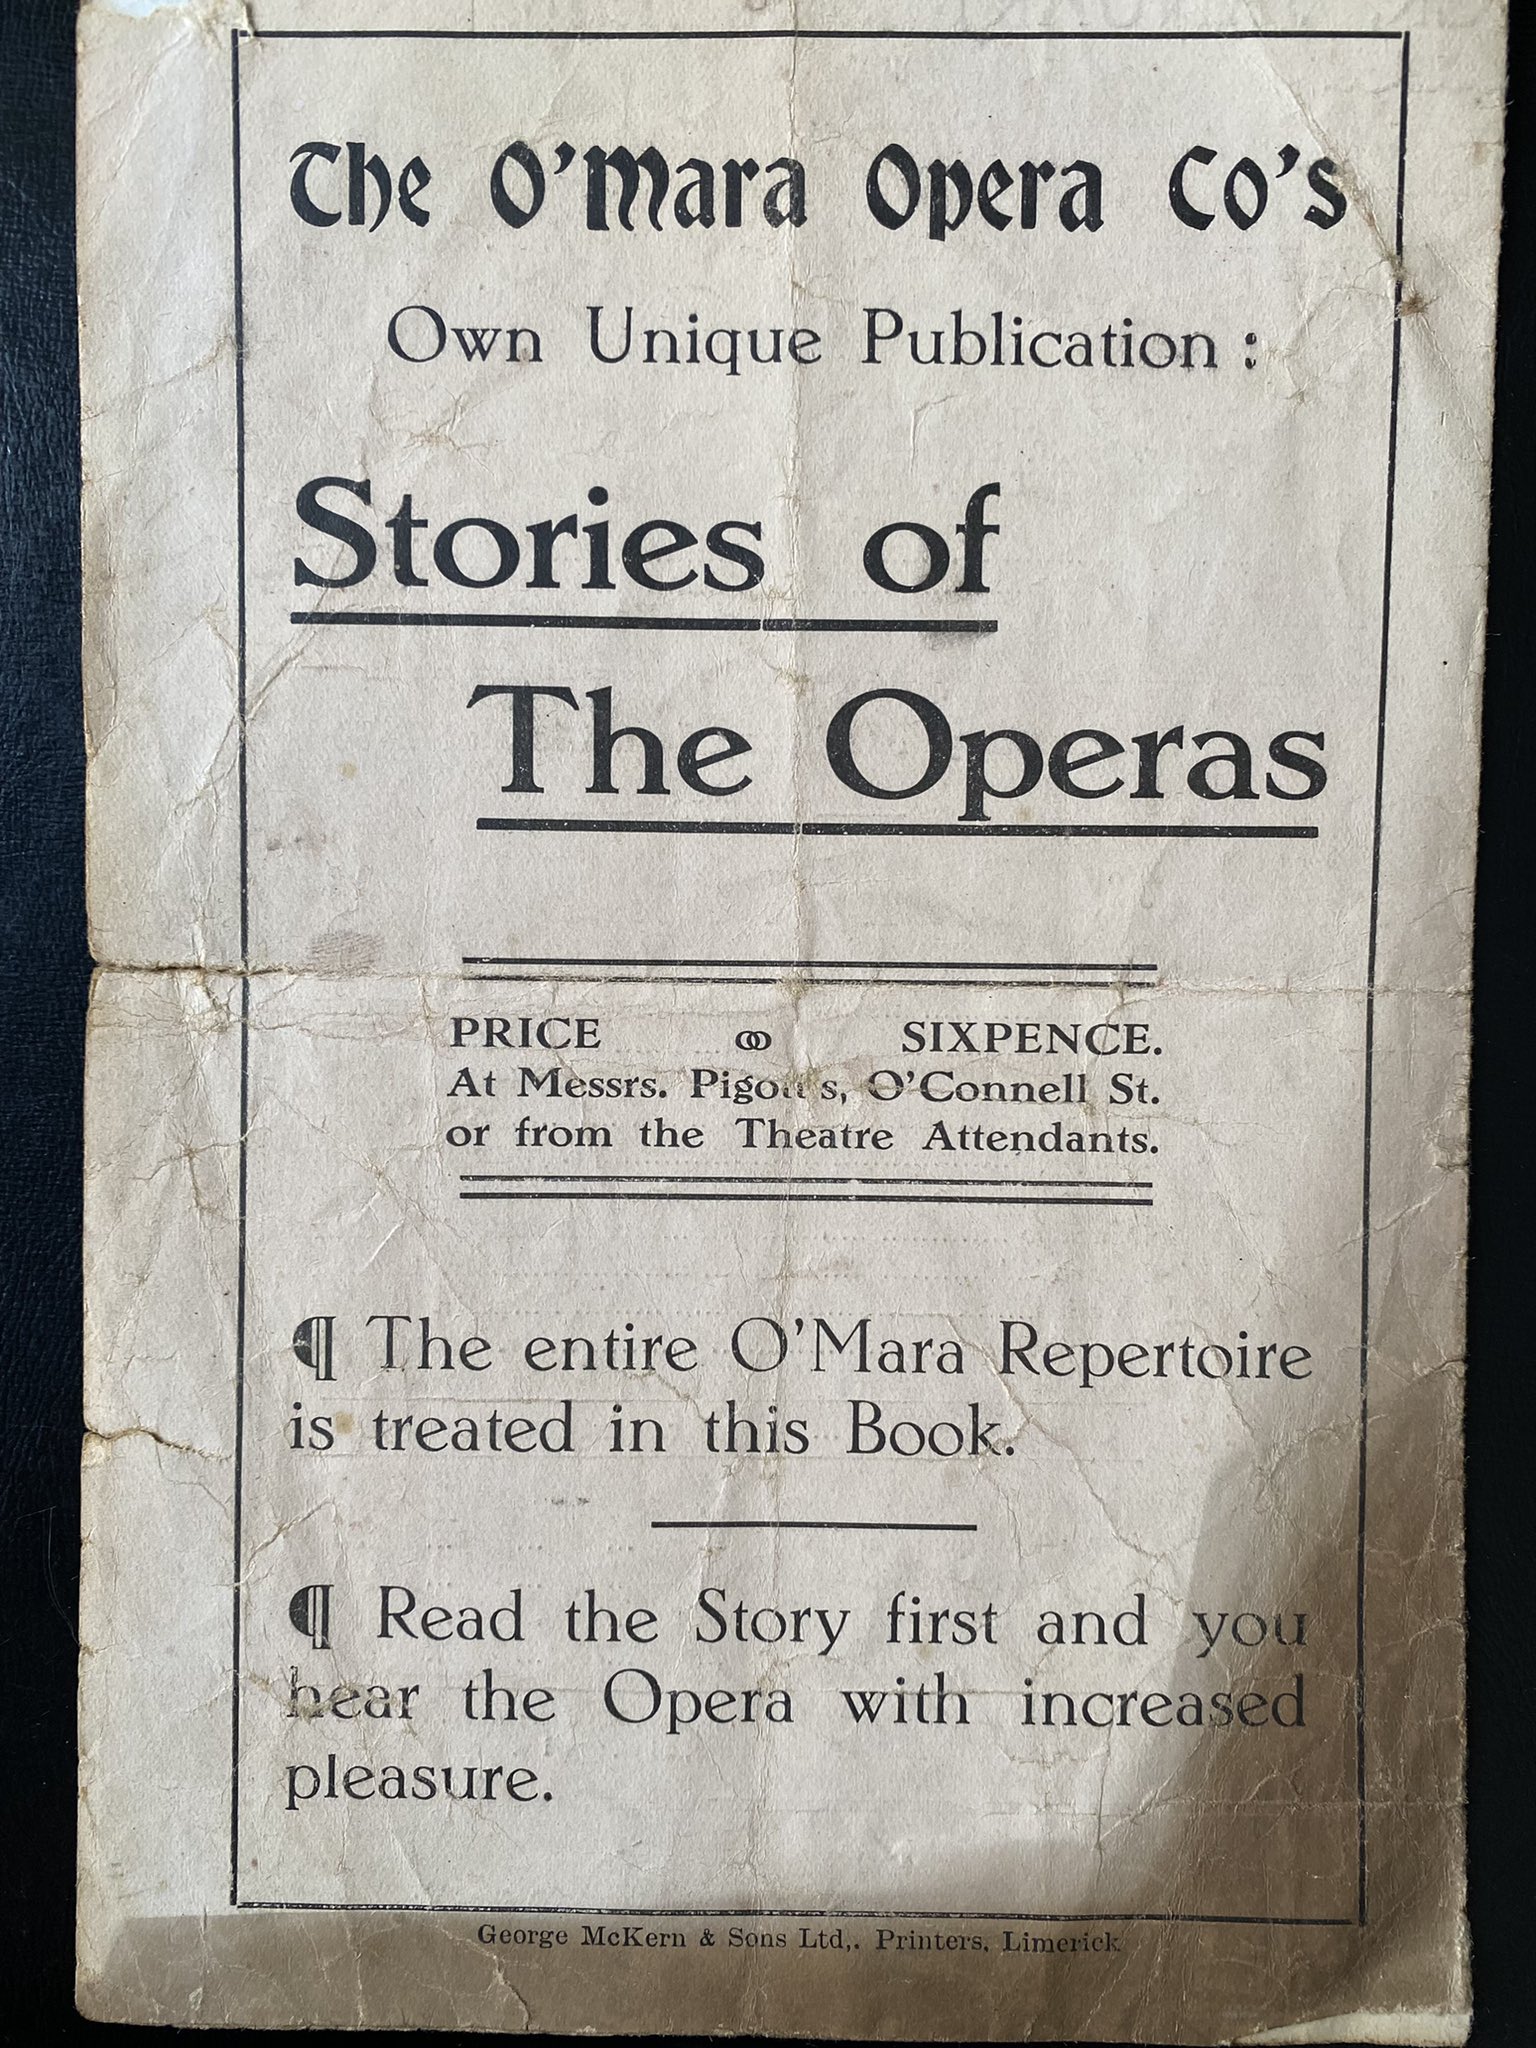 The O'Mara Opera Co's
Own Unique Publication :
Stories of
The Operas
PRICE ꝏ SIXPENCE.
At Messrs. O'Connell St.
or from the Theatre Attendants.
¶ The entire O'Mara Repertoire
is treated in this Book.
¶ Read the Story first and you
hear the Opera with increased
pleasure.
George McKern & Sons Ltd,. Printers, Limerick